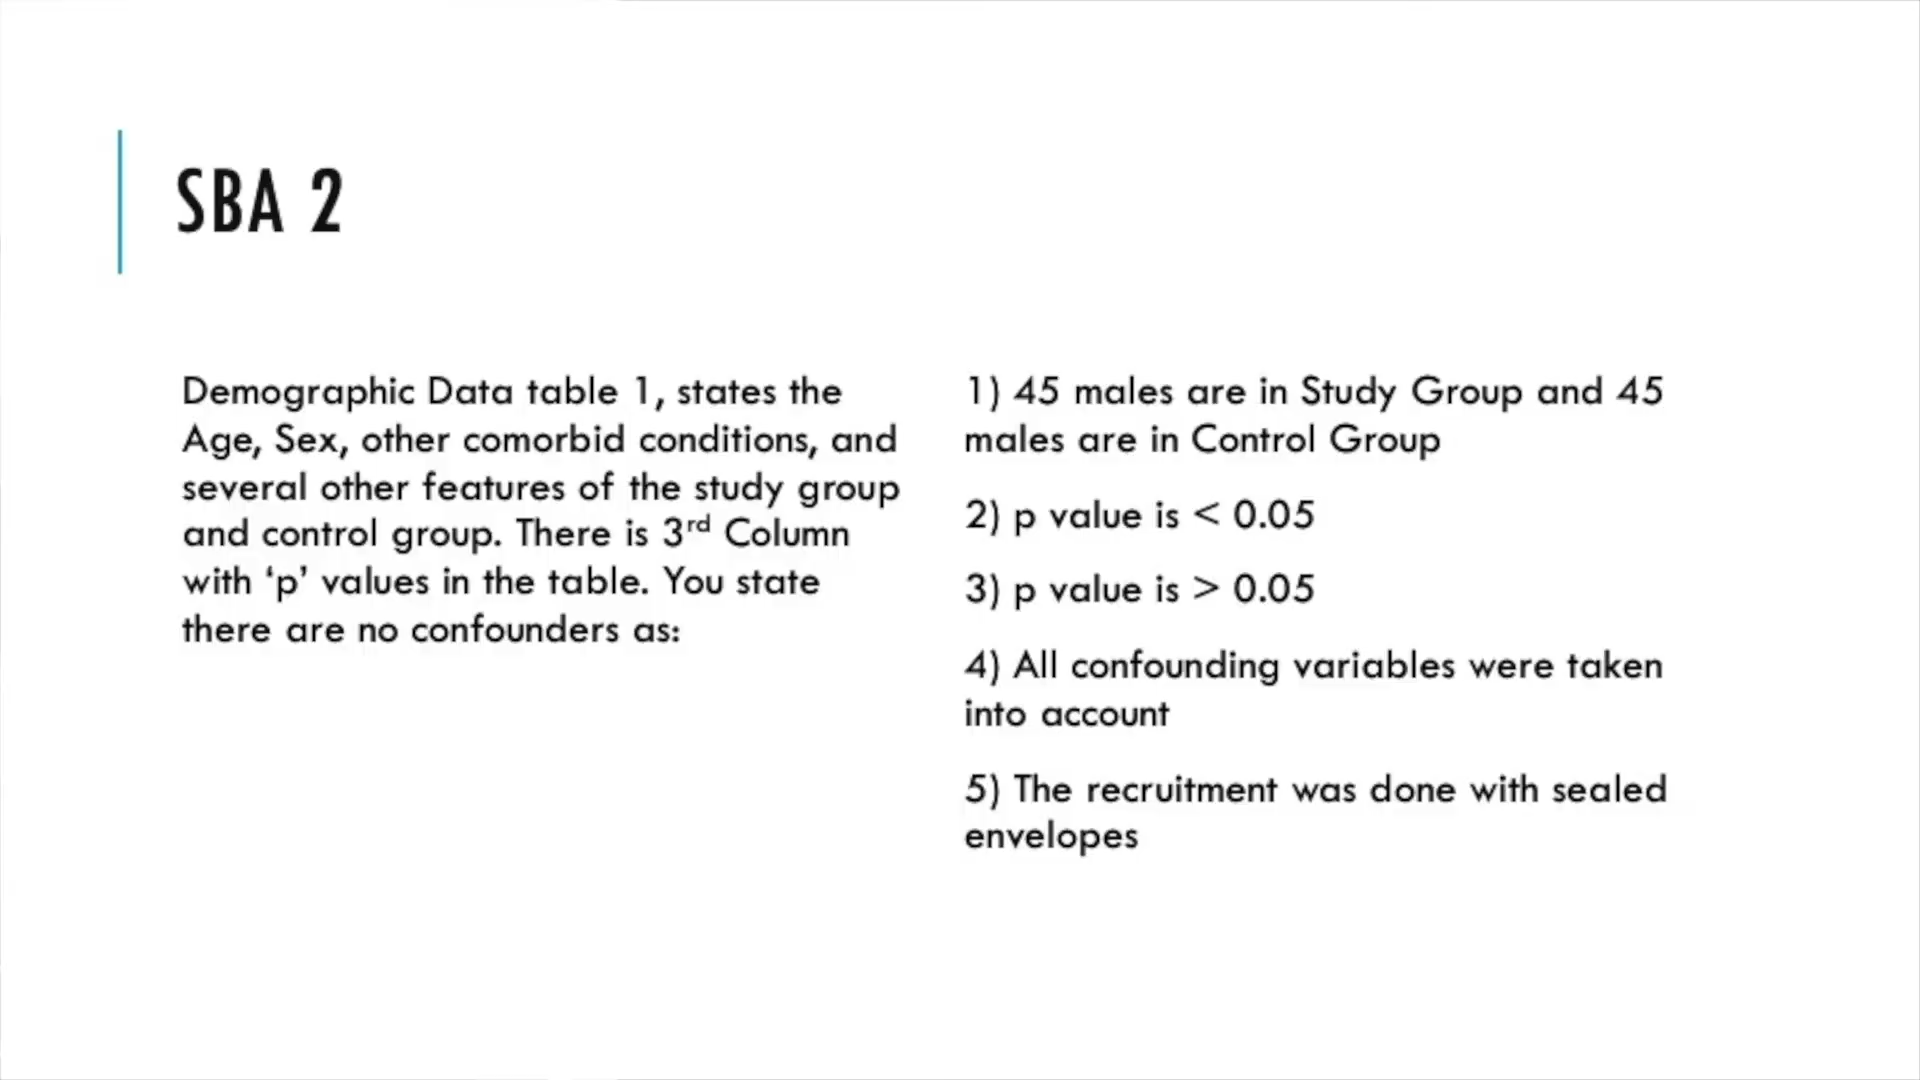 SBA 2
Demographic Data table 1, states the
Age, Sex, other comorbid conditions, and
several other features of the study group
and control group. There is 3rd Column
with ‘p’ values in the table. You state
there are no confounders as:
1) 45 males are in Study Group and 45
males are in Control Group
2) p value is < 0.05
3) p value is > 0.05
4) All confounding variables were taken
into account
5) The recruitment was done with sealed
envelopes